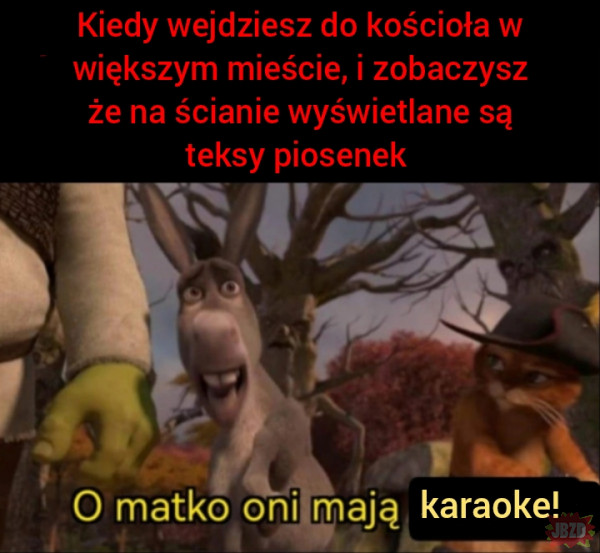 Kiedy wejdziesz do kościoła w
większym mieście, i zobaczysz
że na ścianie wyświetlane są
teksy piosenek
O matko oni mają karaoke!
JBZD